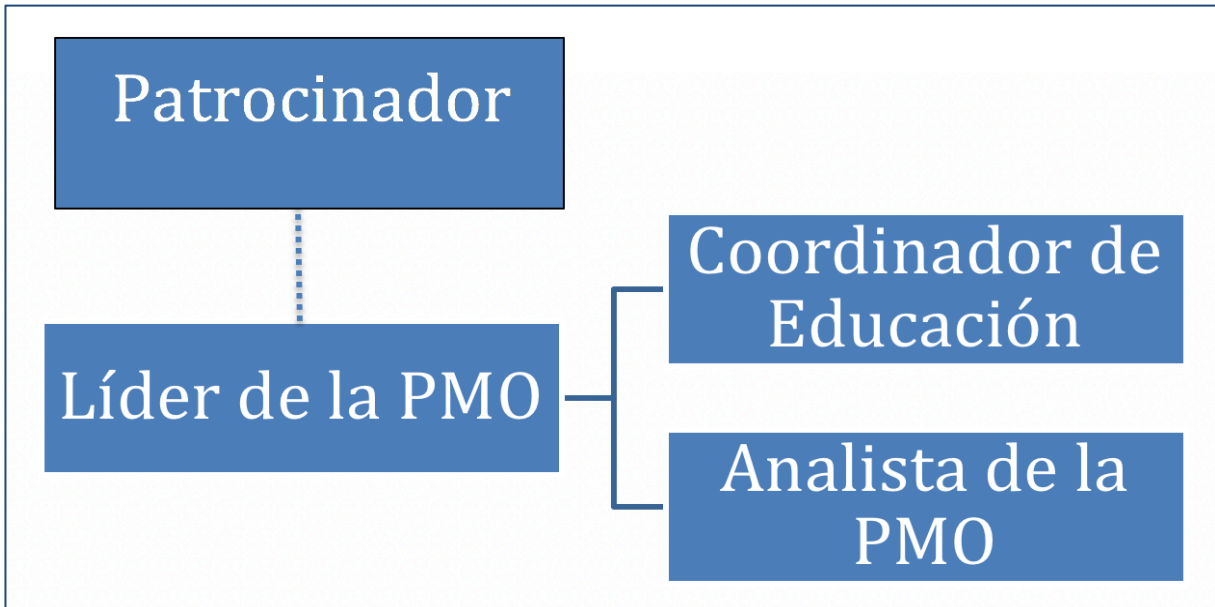 Patrocinador
Líder de la PMO
Coordinador de
Educación
Analista de la
PMO